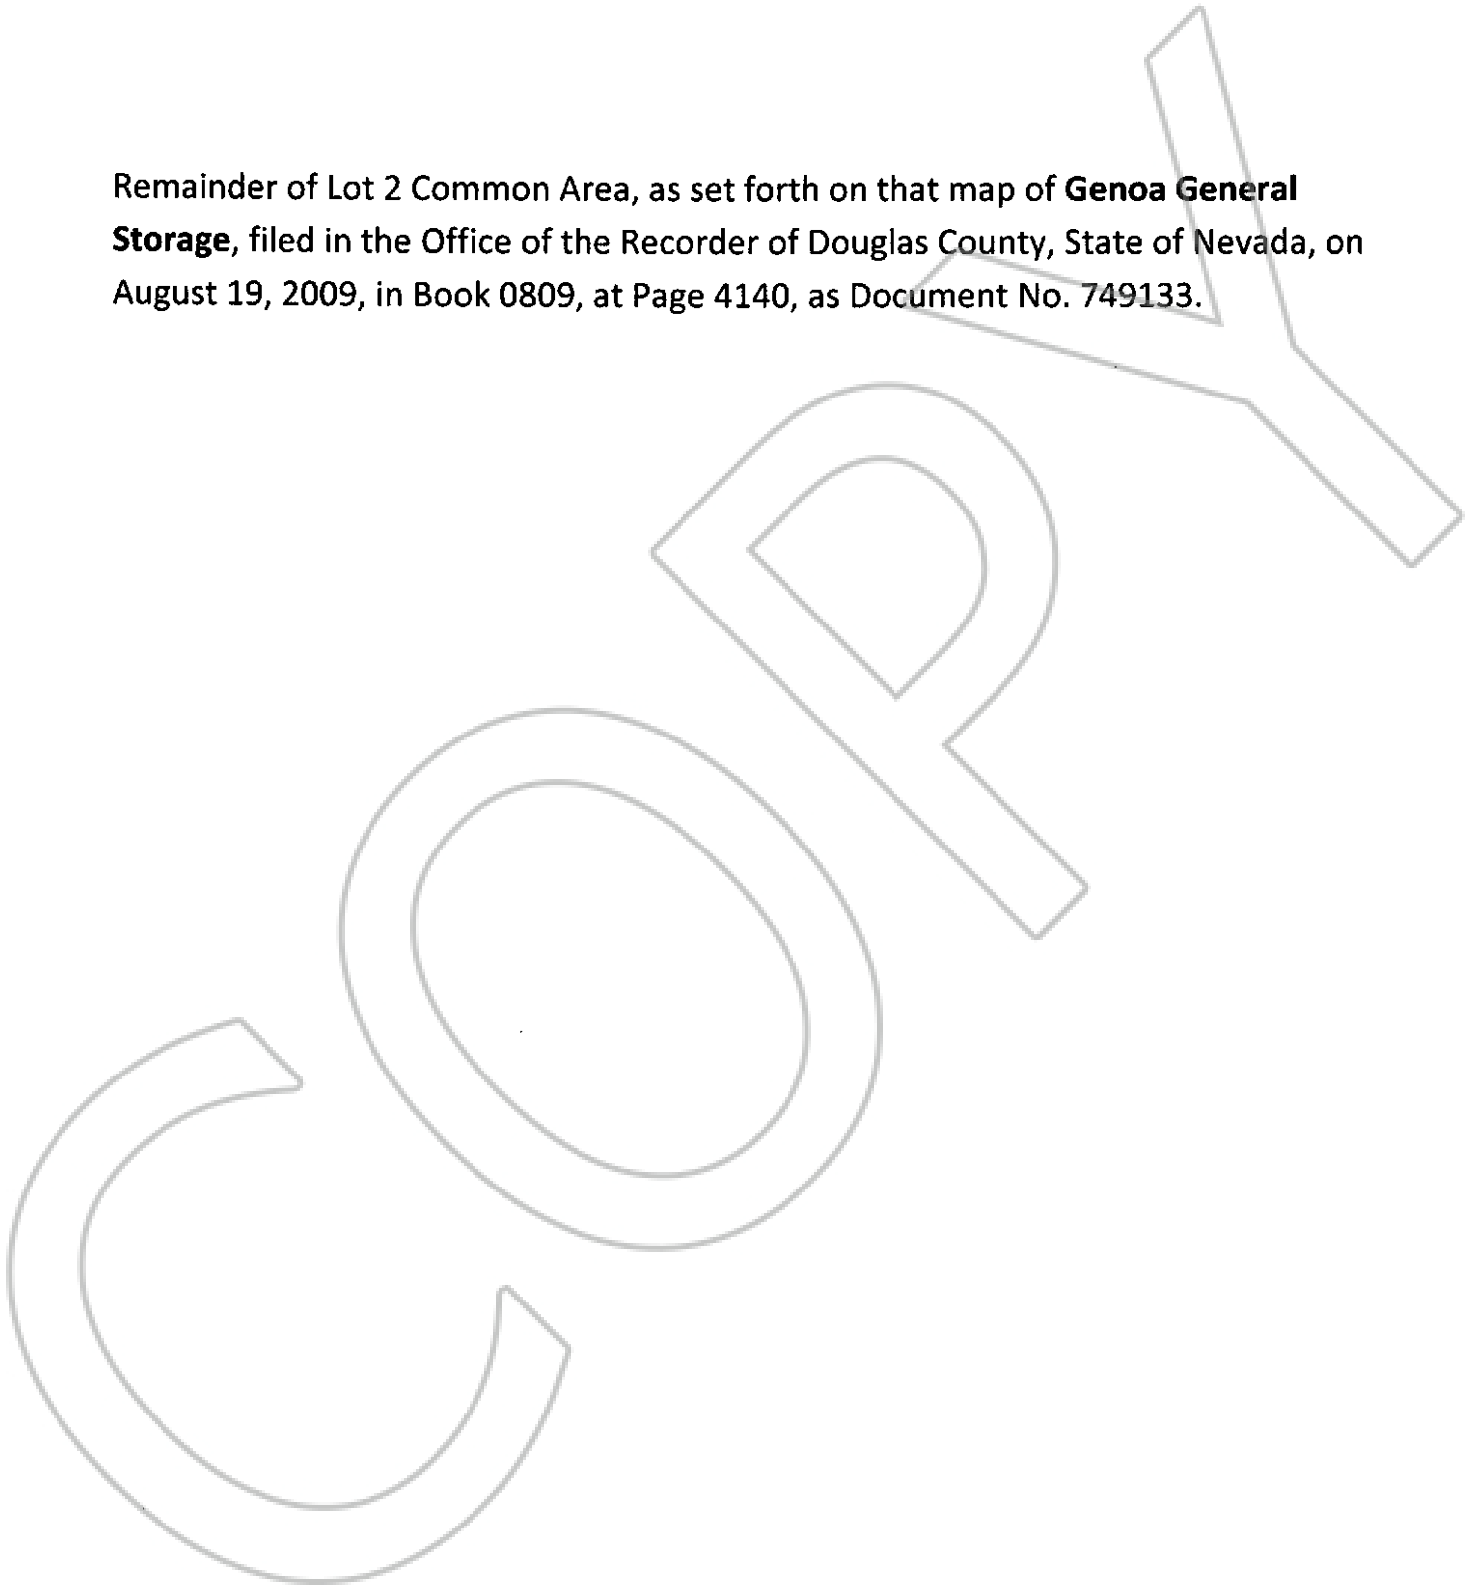 Remainder of Lot 2 Common Area, as set forth on that map of Genoa General
Storage, filed in the Office of the Recorder of Douglas County, State of Nevada, on
August 19, 2009, in Book 0809, at Page 4140, as Document No. 749133.
COPY